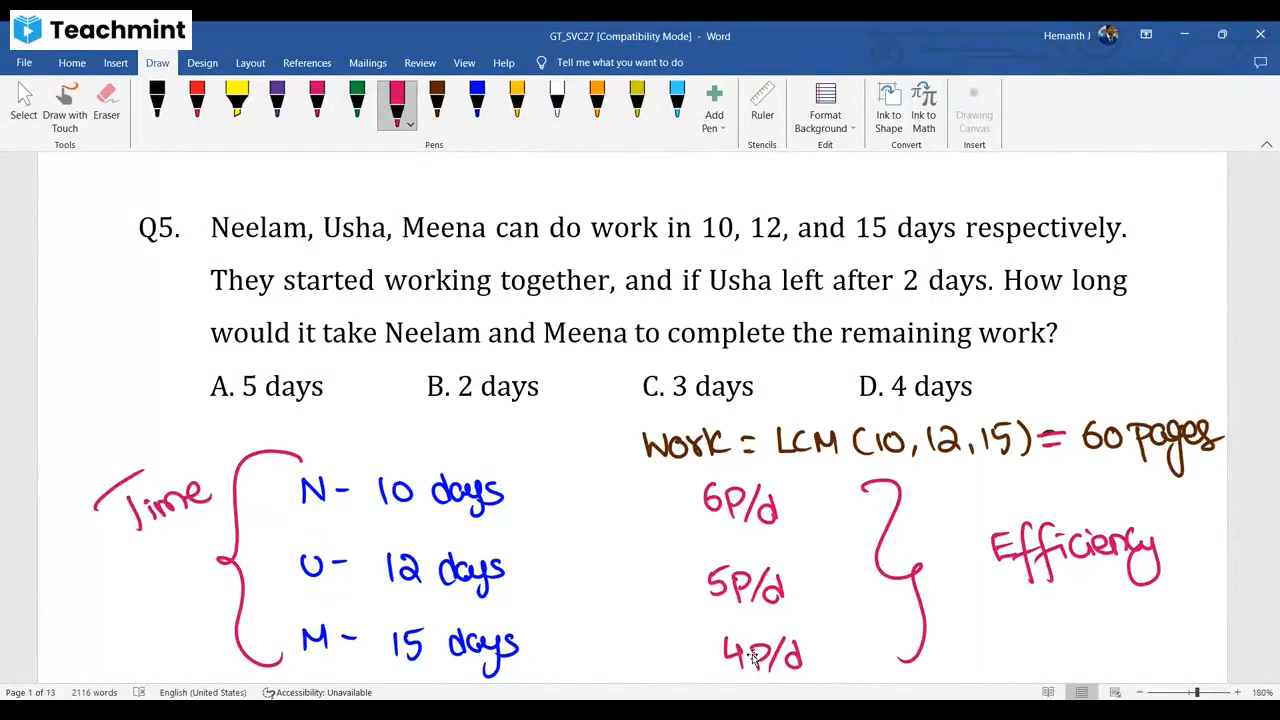 Teachmint
GT_SVC27 [Compatibility Mode] - Word
Hemanth J
File Home Insert Draw Design Layout References Mailings Review View Help Tell me what you want to do
Select Draw with Touch Eraser Add Pen Ruler Format Background Ink to Shape Ink to Math Drawing Canvas
Tools Pens Stencils Edit Convert Insert
Q5. Neelam, Usha, Meena can do work in 10, 12, and 15 days respectively.
They started working together, and if Usha left after 2 days. How long
would it take Neelam and Meena to complete the remaining work?
A. 5 days B. 2 days C. 3 days D. 4 days
Work = LCM (10, 12, 15) = 60 pages
Time N - 10 days 6P/d
U - 12 days 5P/d Efficiency
M - 15 days 4P/d
Page 1 of 13 2116 words English (United States) Accessibility: Unavailable 180%